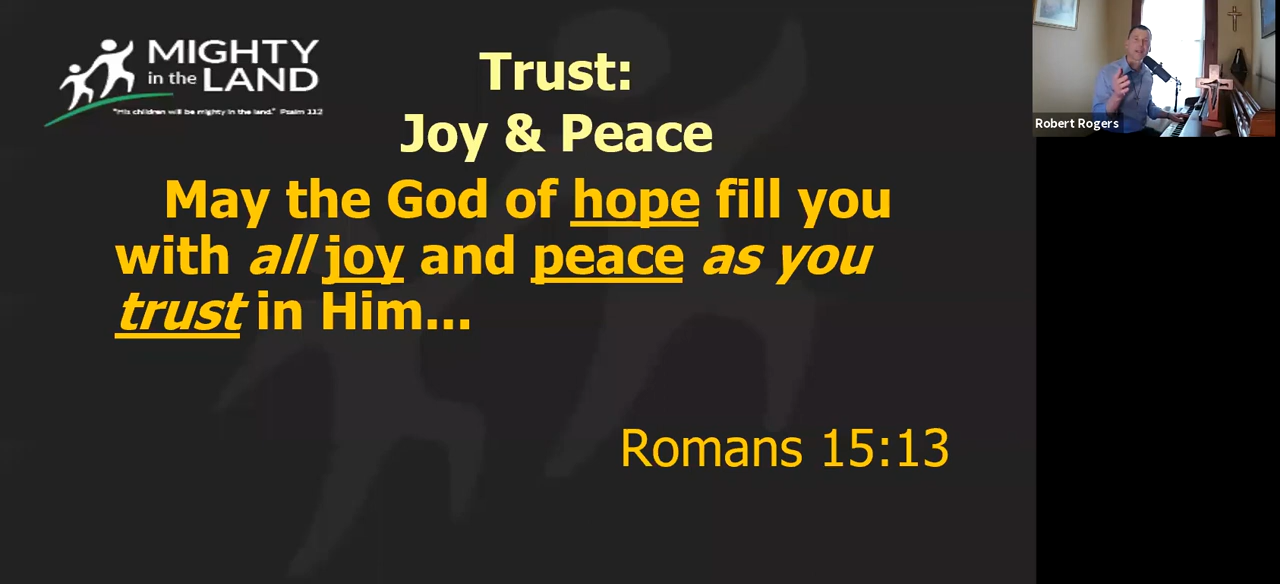 MIGHTY
in the LAND
"His children will be mighty in the land." Psalm 112
Trust:
Joy & Peace
May the God of hope fill you
with all joy and peace as you
trust in Him...
Romans 15:13
Robert Rogers